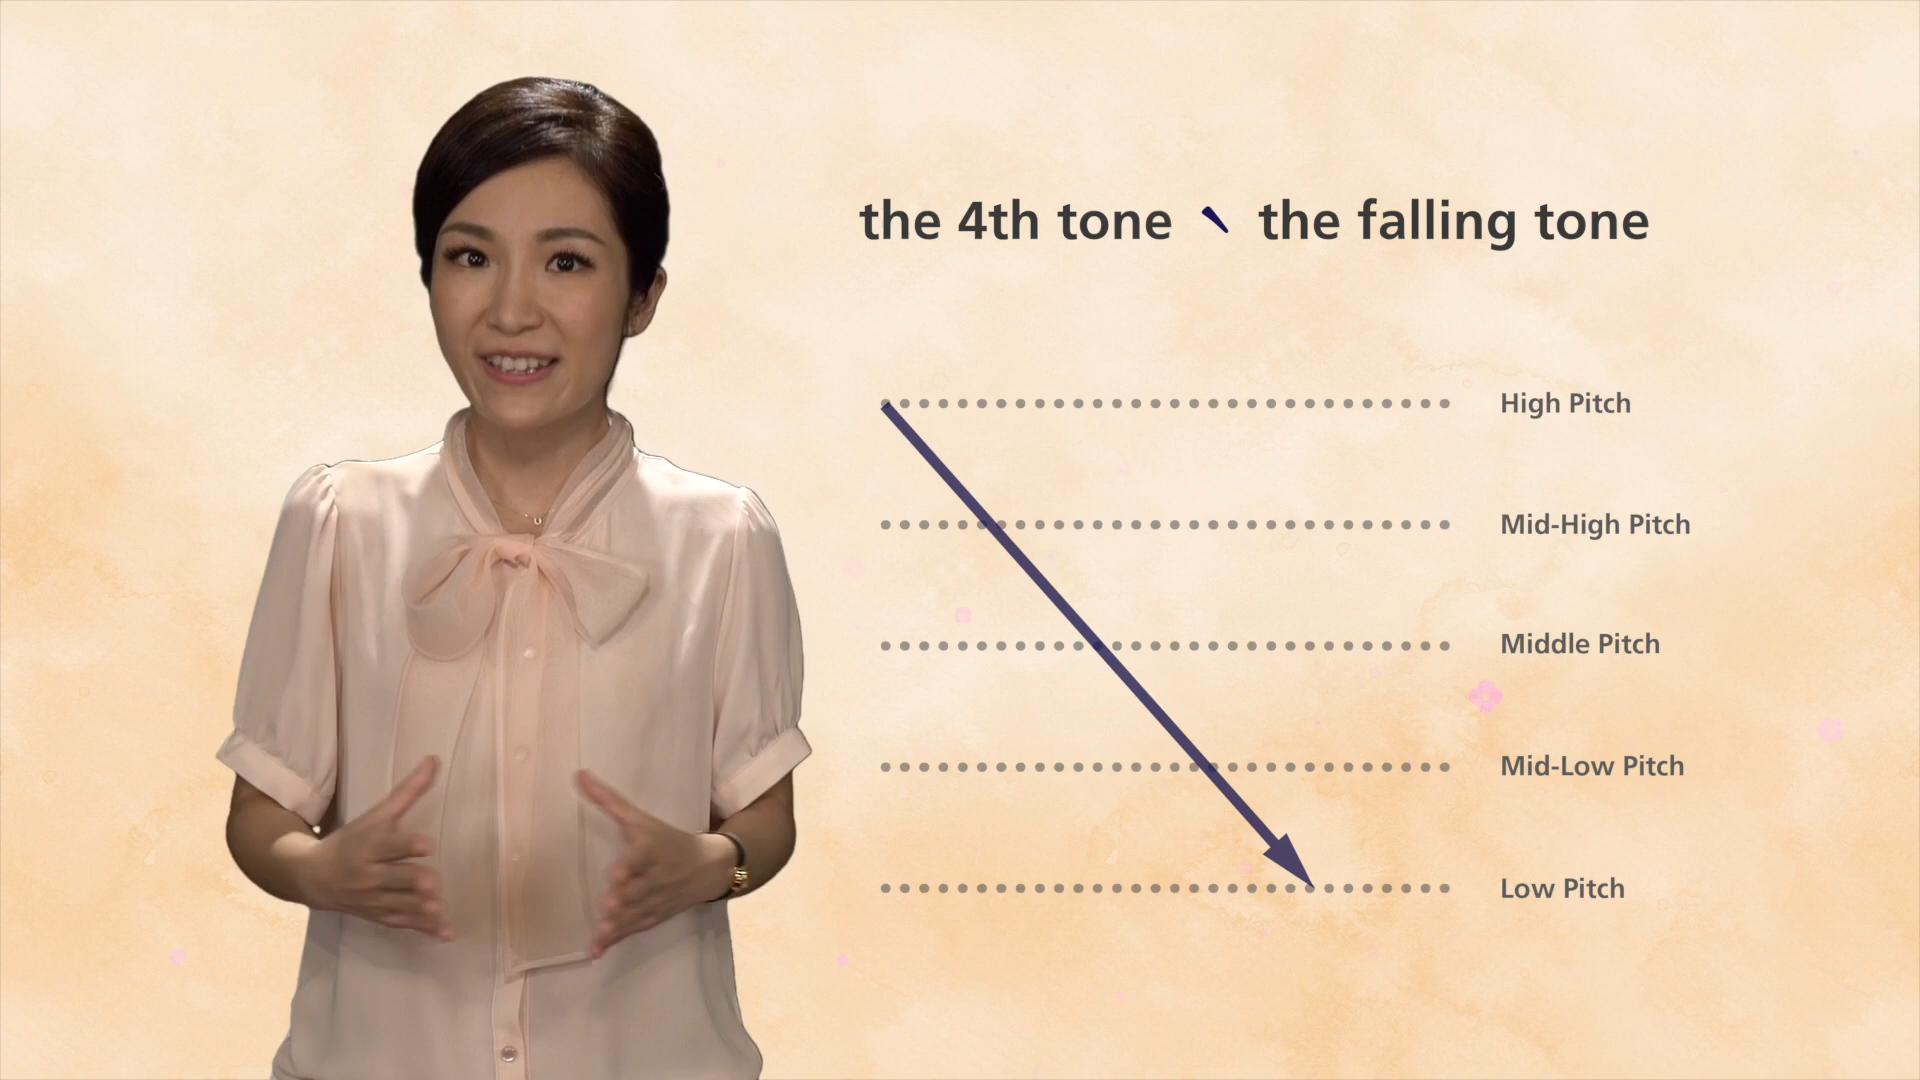 the 4th tone ˋ the falling tone
High Pitch
Mid-High Pitch
Middle Pitch
Mid-Low Pitch
Low Pitch